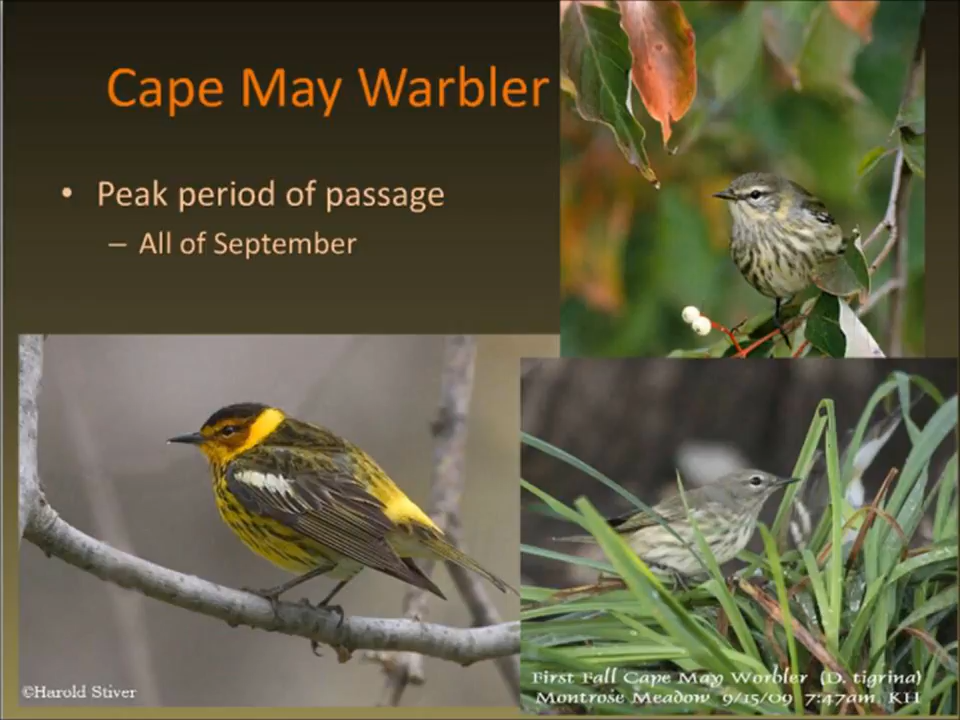 Cape May Warbler
• Peak period of passage
– All of September
©Harold Stiver
First Fall Cape May Worbler (D. tigrina)
Montrose Meadow 9/15/09 7:47am KH